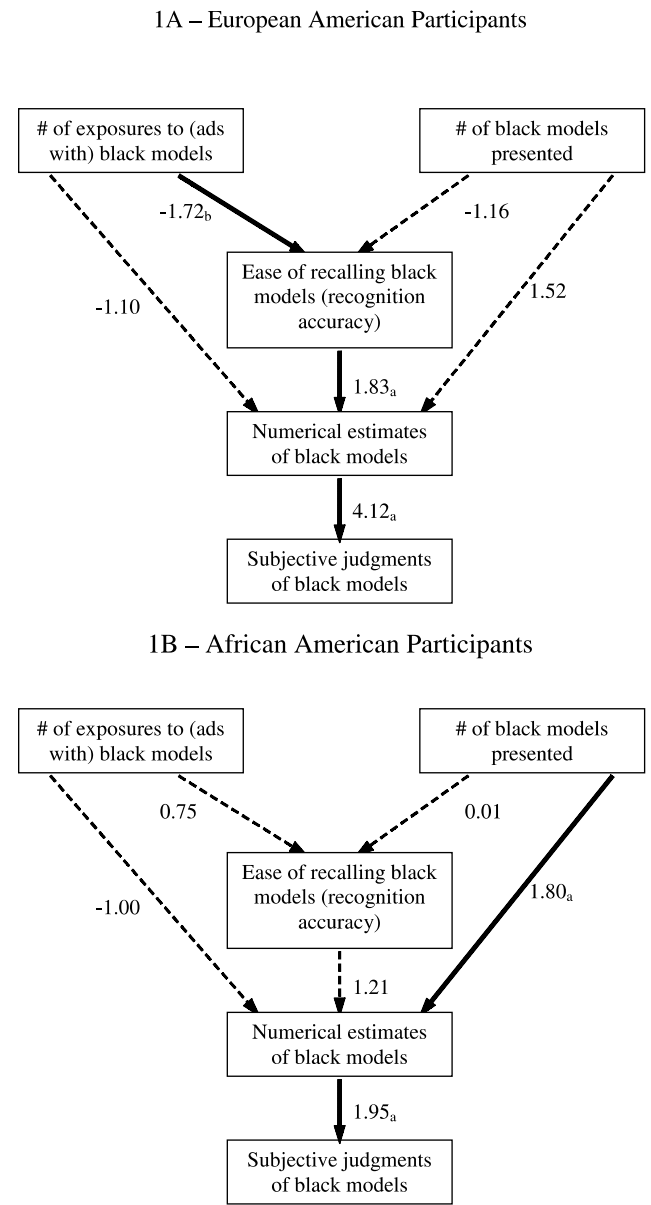 1A – European American Participants
# of exposures to (ads
with) black models
# of black models
presented
-1.72b
-1.16
Ease of recalling black
models (recognition
accuracy)
-1.10
1.52
1.83a
Numerical estimates
of black models
4.12a
Subjective judgments
of black models
1B – African American Participants
# of exposures to (ads
with) black models
# of black models
presented
0.75
0.01
Ease of recalling black
models (recognition
accuracy)
-1.00
1.80a
1.21
Numerical estimates
of black models
1.95a
Subjective judgments
of black models